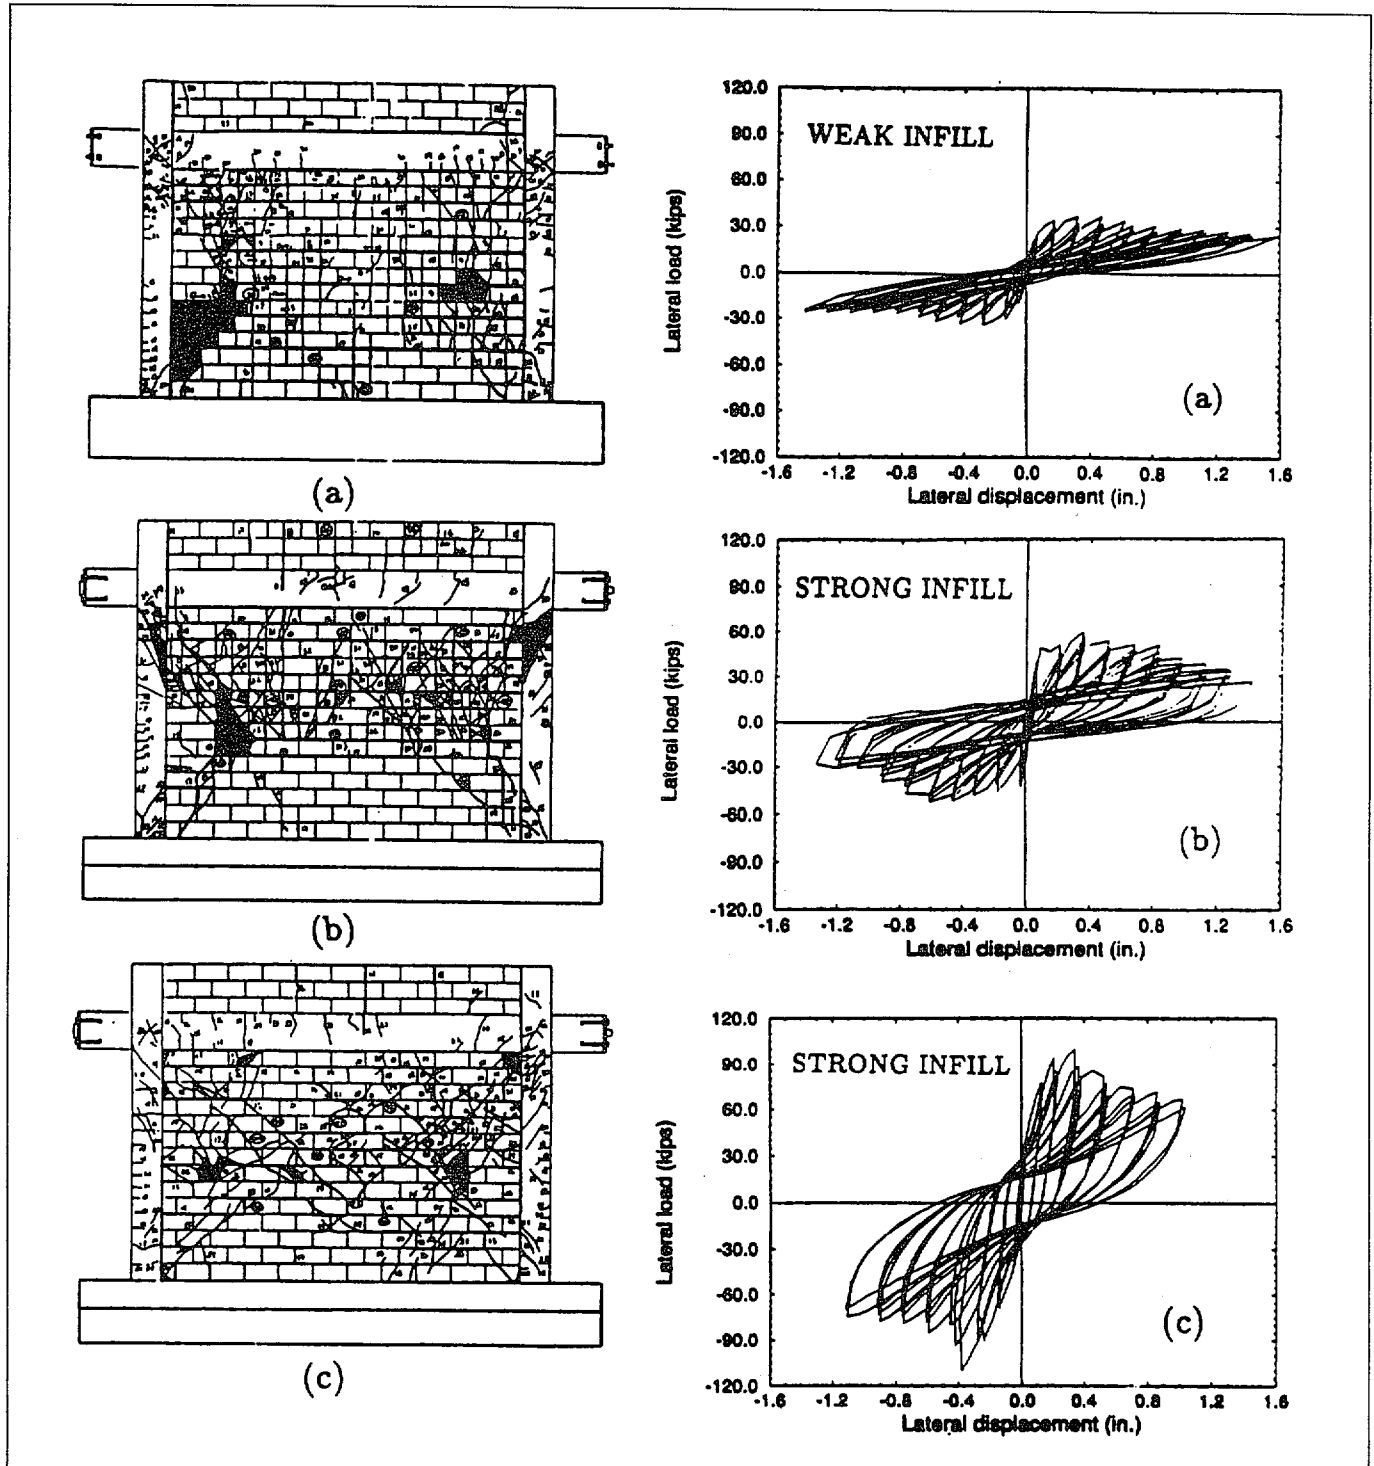 (a)
(b)
(c)
120.0
90.0
60.0
30.0
0.0
-30.0
-60.0
-90.0
-120.0
WEAK INFILL
(a)
-1.6 -1.2 -0.8 -0.4 0.0 0.4 0.8 1.2 1.6
Lateral displacement (in.)
Lateral load (kips)
120.0
90.0
60.0
30.0
0.0
-30.0
-60.0
-90.0
-120.0
STRONG INFILL
(b)
-1.6 -1.2 -0.8 -0.4 0.0 0.4 0.8 1.2 1.6
Lateral displacement (in.)
Lateral load (kips)
120.0
90.0
60.0
30.0
0.0
-30.0
-60.0
-90.0
-120.0
STRONG INFILL
(c)
-1.6 -1.2 -0.8 -0.4 0.0 0.4 0.8 1.2 1.6
Lateral displacement (in.)
Lateral load (kips)